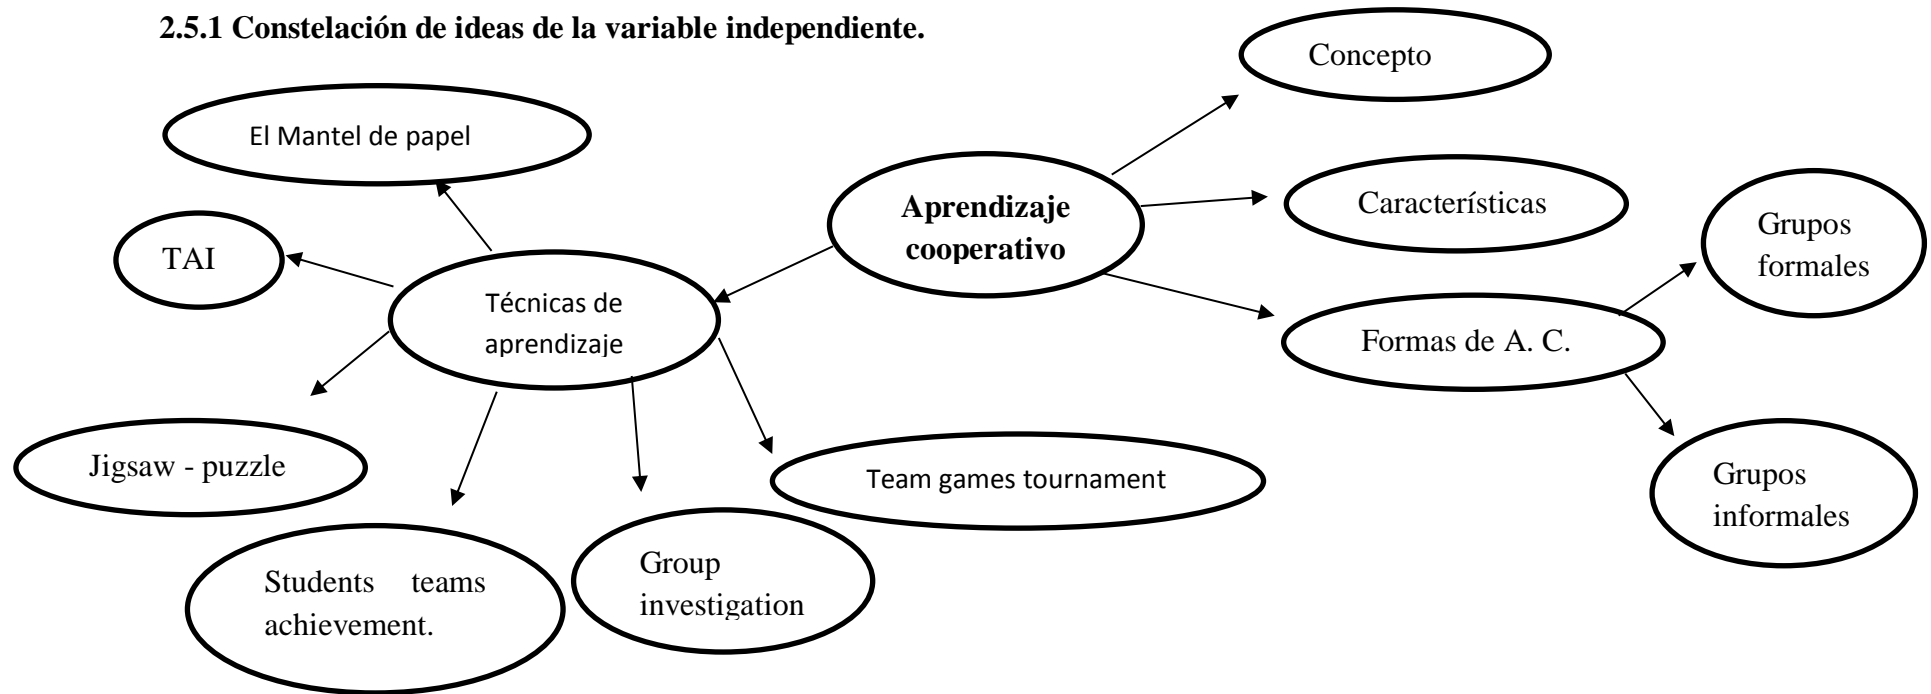 2.5.1 Constelación de ideas de la variable independiente.
Concepto
El Mantel de papel
Aprendizaje
cooperativo
Características
Grupos
formales
TAI
Técnicas de
aprendizaje
Formas de A. C.
Jigsaw - puzzle
Team games tournament
Grupos
informales
Students teams
achievement.
Group
investigation